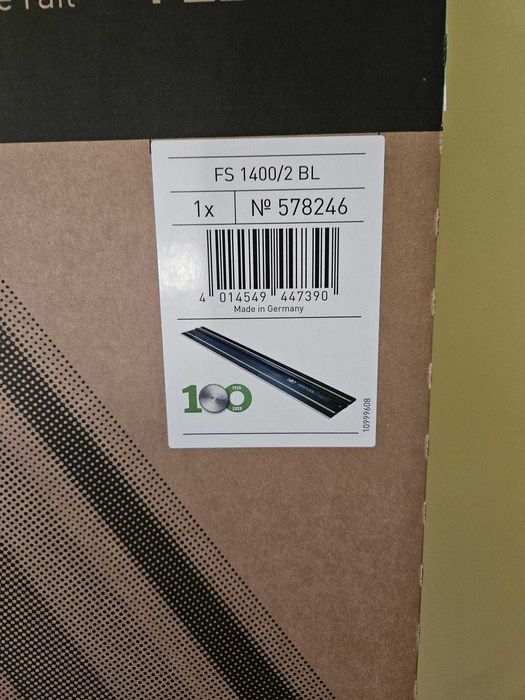 FS 1400/2 BL
1x
Nº 578246
4 014549 447390
Made in Germany
100
1925
2025
10999608